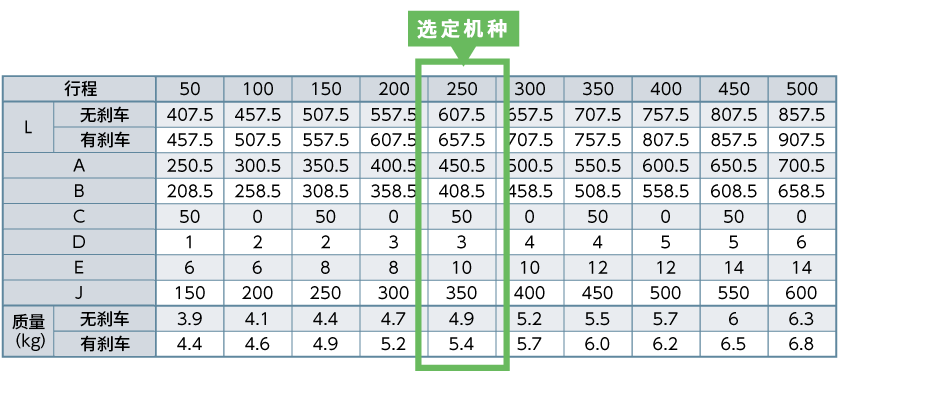 选定机种
行程 50 100 150 200 250 300 350 400 450 500
L 无刹车 407.5 457.5 507.5 557.5 607.5 657.5 707.5 757.5 807.5 857.5
有刹车 457.5 507.5 557.5 607.5 657.5 707.5 757.5 807.5 857.5 907.5
A 250.5 300.5 350.5 400.5 450.5 500.5 550.5 600.5 650.5 700.5
B 208.5 258.5 308.5 358.5 408.5 458.5 508.5 558.5 608.5 658.5
C 50 0 50 0 50 0 50 0 50 0
D 1 2 2 3 3 4 4 5 5 6
E 6 6 8 8 10 10 12 12 14 14
J 150 200 250 300 350 400 450 500 550 600
质量(kg) 无刹车 3.9 4.1 4.4 4.7 4.9 5.2 5.5 5.7 6 6.3
有刹车 4.4 4.6 4.9 5.2 5.4 5.7 6.0 6.2 6.5 6.8